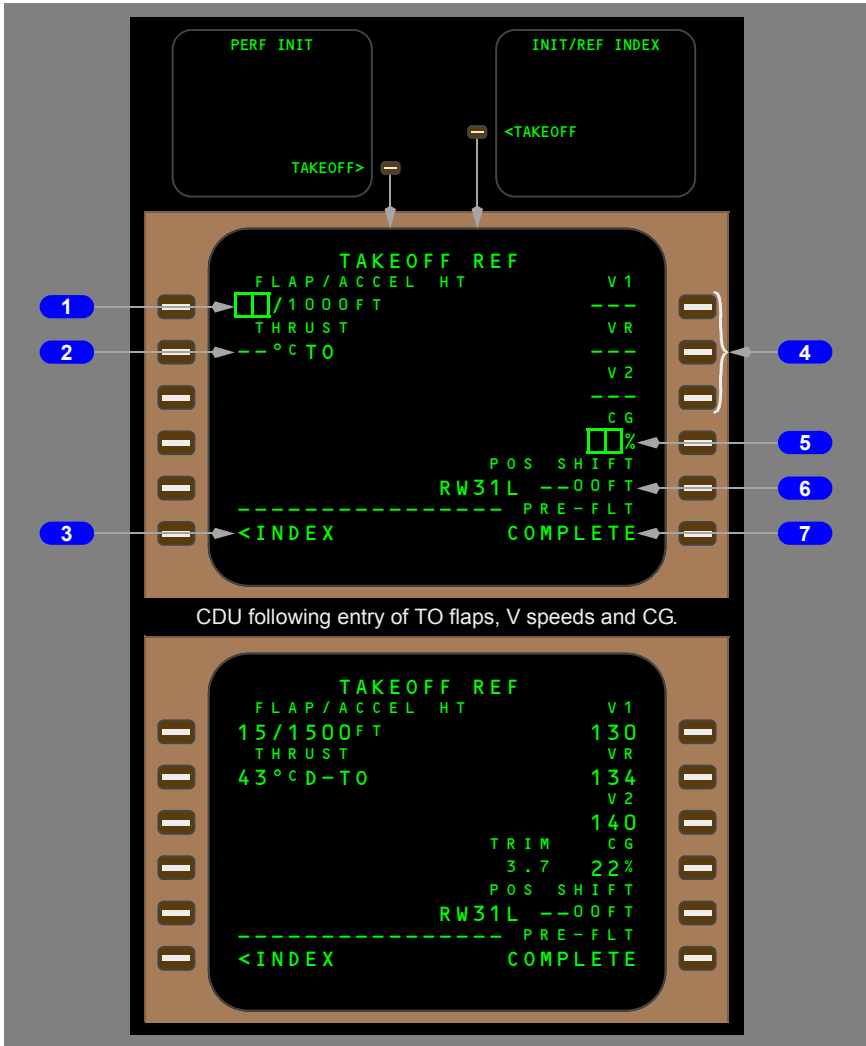 PERF INIT
INIT/REF INDEX
<TAKEOFF
TAKEOFF>
TAKEOFF REF
FLAP/ACCEL HT V1
1 □□/1000FT ---
THRUST VR
2 --°C TO --- 4
V2
---
CG
□□% 5
POS SHIFT
RW31L --00FT 6
---------------- PRE-FLT
3 <INDEX COMPLETE 7
CDU following entry of TO flaps, V speeds and CG.
TAKEOFF REF
FLAP/ACCEL HT V1
15/1500FT 130
THRUST VR
43°C D-TO 134
V2
140
TRIM CG
3.7 22%
POS SHIFT
RW31L --00FT
---------------- PRE-FLT
<INDEX COMPLETE